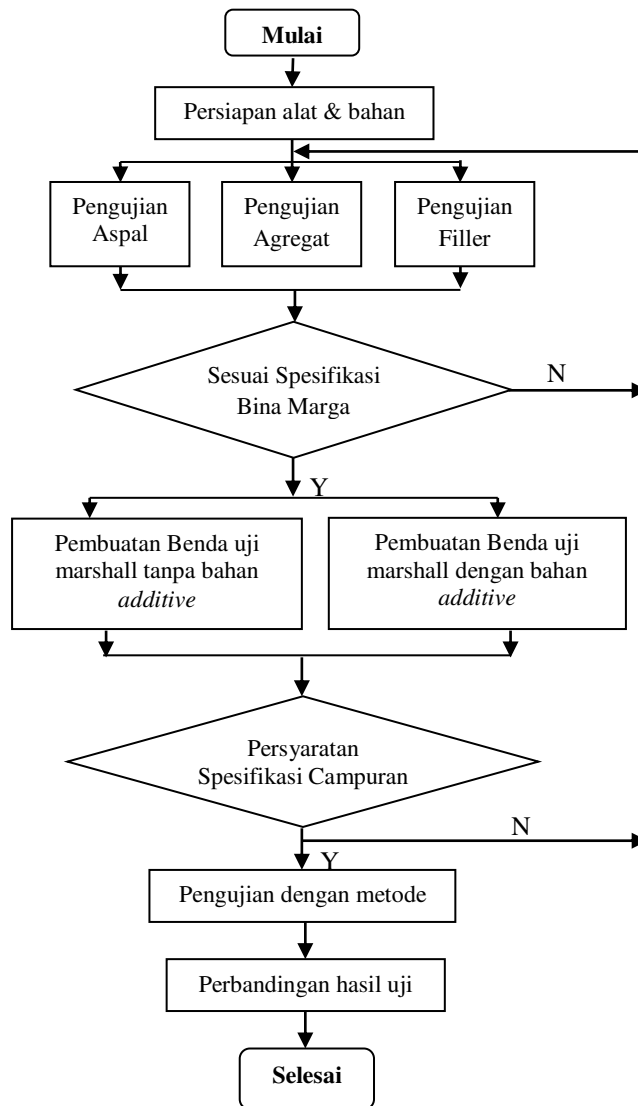 Mulai
Persiapan alat & bahan
Pengujian
Aspal
Pengujian
Agregat
Pengujian
Filler
Sesuai Spesifikasi
Bina Marga
N
Y
Pembuatan Benda uji
marshall tanpa bahan
additive
Pembuatan Benda uji
marshall dengan bahan
additive
Persyaratan
Spesifikasi Campuran
N
Y
Pengujian dengan metode
Perbandingan hasil uji
Selesai